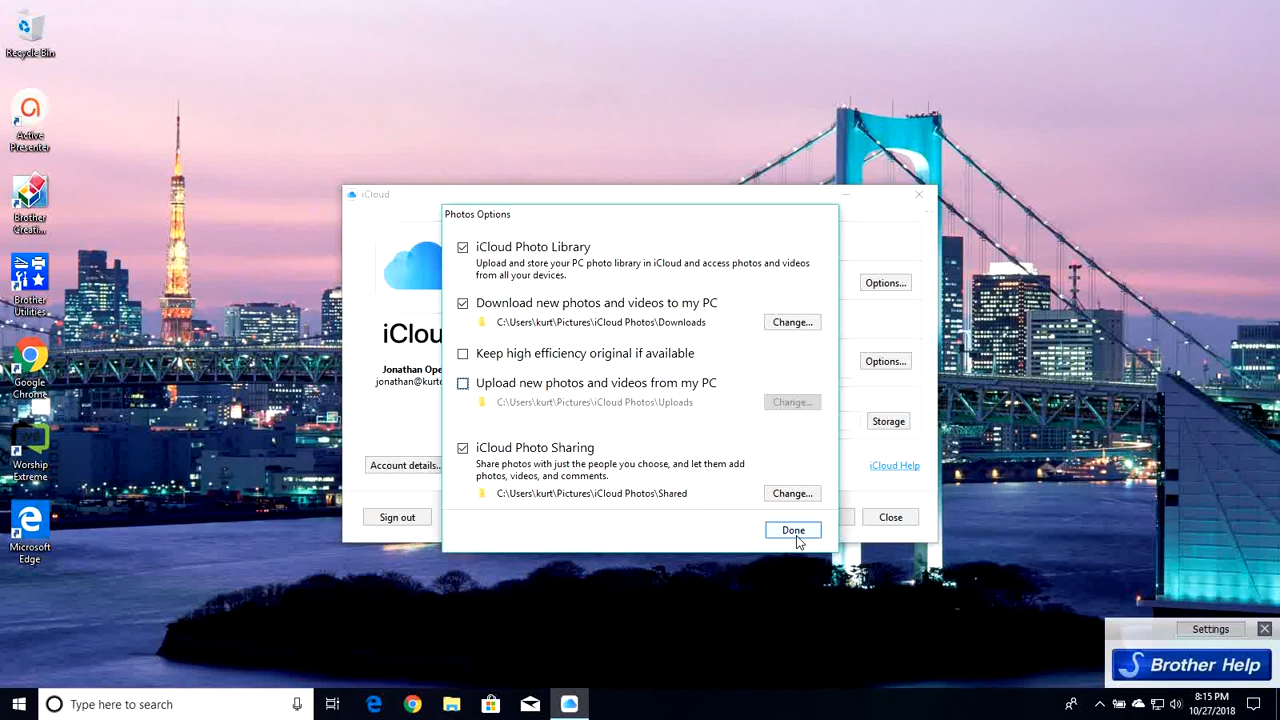 Recycle Bin
Active
Presenter
Brother
Creati...
Brother
Utilities
Google
Chrome
Worship
Extreme
Microsoft
Edge
iCloud
iClou
Jonathan Ope
jonathan@kurto
Account details...
Sign out
Options...
Options...
Storage
iCloud Help
Close
Photos Options
iCloud Photo Library
Upload and store your PC photo library in iCloud and access photos and videos
from all your devices.
Download new photos and videos to my PC
C:\Users\kurt\Pictures\iCloud Photos\Downloads
Change...
Keep high efficiency original if available
Upload new photos and videos from my PC
C:\Users\kurt\Pictures\iCloud Photos\Uploads
Change...
iCloud Photo Sharing
Share photos with just the people you choose, and let them add
photos, videos, and comments.
C:\Users\kurt\Pictures\iCloud Photos\Shared
Change...
Done
Settings
Brother Help
Type here to search
8:15 PM
10/27/2018